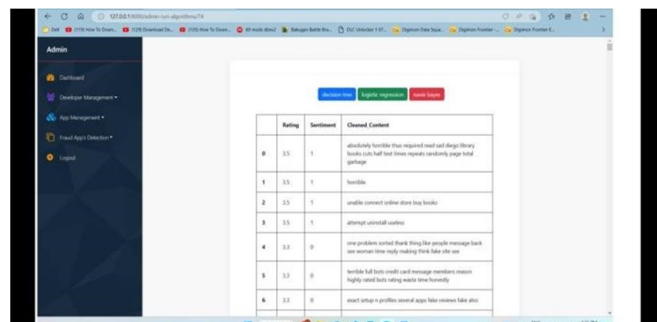 127.0.0.1:8000/admin-run-algorithms/74
Admin
Dashboard
Developer Management
App Management
Fraud App's Detection
Logout
decision tree logistic regression naive bayes
Rating Sentiment Cleaned_Content
0 3.5 1 absolutely horrible thus required read sad diego library
books cuts half text times repeats randomly page total
garbage
1 3.5 1 horrible
2 3.5 1 unable connect online store buy books
3 3.5 1 attempt uninstall useless
4 3.3 0 one problem sorted thank thing like people message back
see woman time reply making think fake site see
5 3.3 0 terrible full bots credit card message members reason
highly rated bots rating waste time honestly
6 3.3 0 exact setup n profiles several apps fake reviews fake also